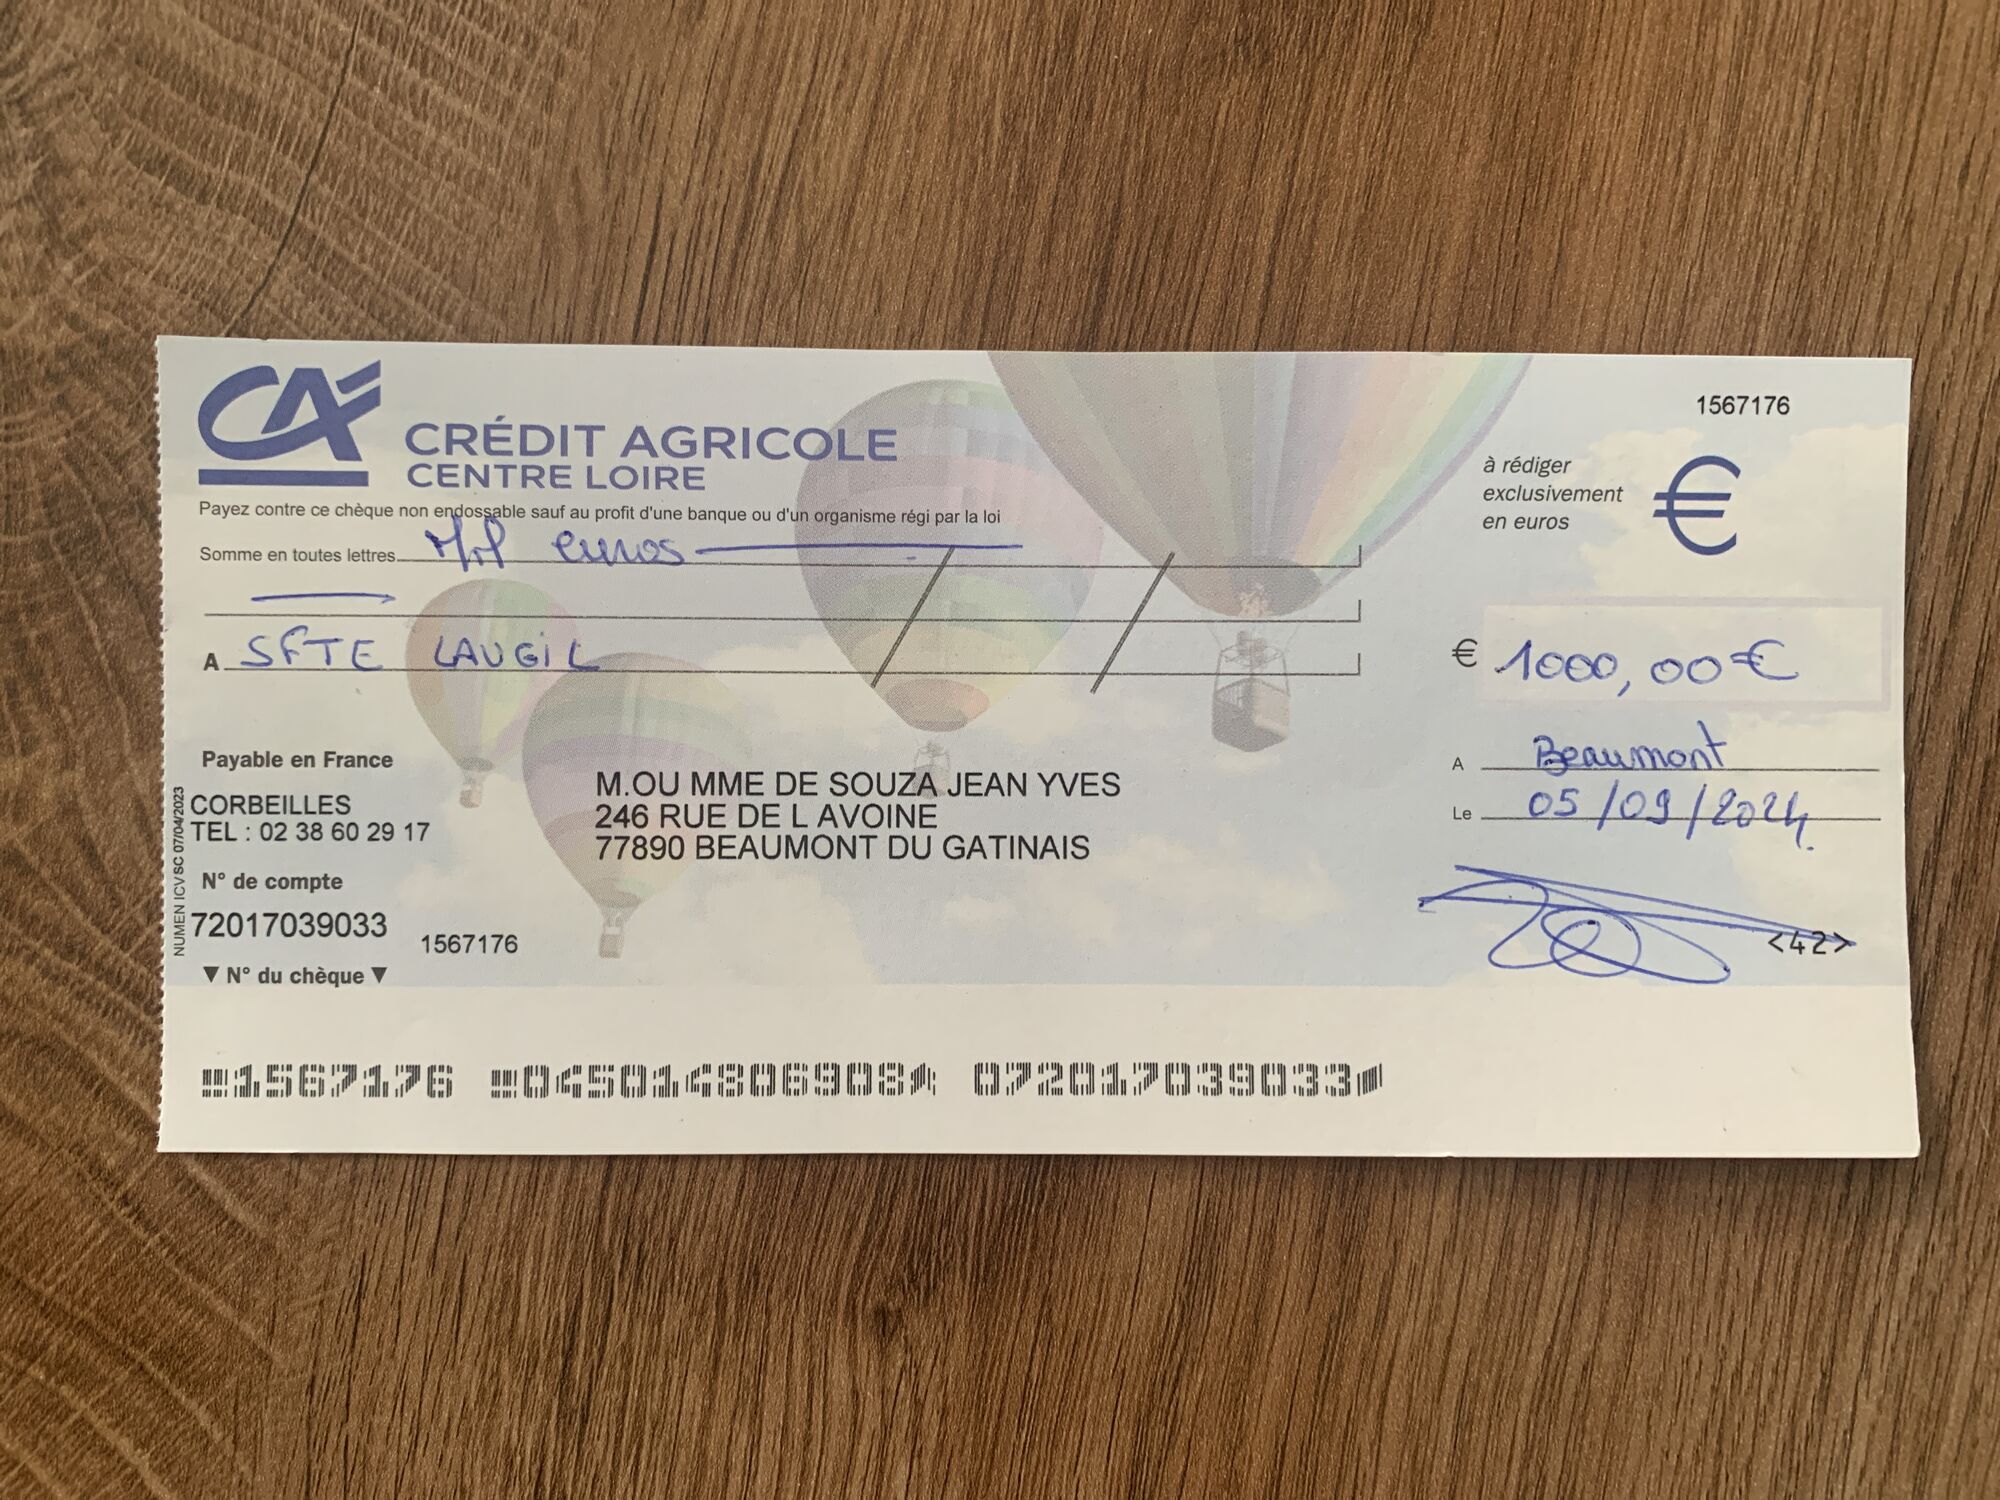 CA
CRÉDIT AGRICOLE
CENTRE LOIRE
1567176
à rédiger
exclusivement
en euros
€
Payez contre ce chèque non endossable sauf au profit d'une banque ou d'un organisme régi par la loi
Somme en toutes lettres Mil euros
A SFTE LAUGIL
€ 1000,00€
A Beaumont
Le 05/09/2024
Payable en France
CORBEILLES
TEL : 02 38 60 29 17
M.OU MME DE SOUZA JEAN YVES
246 RUE DE L AVOINE
77890 BEAUMONT DU GATINAIS
N° de compte
72017039033
1567176
▼ N° du chèque ▼
<42>
NUMEN ICV SC 07/04/2023
1567176 045014806908 072017039033